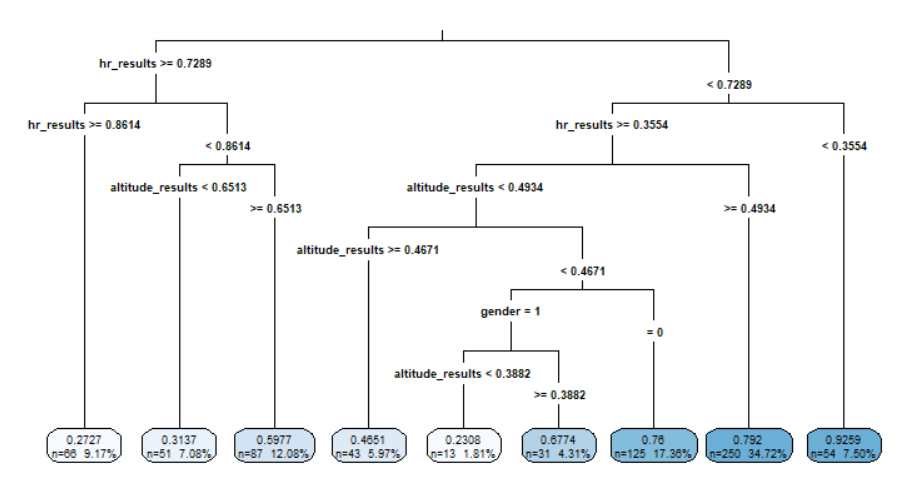 hr_results >= 0.7289
< 0.7289
hr_results >= 0.8614
hr_results >= 0.3554
< 0.8614
< 0.3554
altitude_results < 0.6513
altitude_results < 0.4934
>= 0.6513
>= 0.4934
altitude_results >= 0.4671
< 0.4671
gender = 1
= 0
altitude_results < 0.3882
>= 0.3882
0.2727
n=66 9.17%
0.3137
n=51 7.08%
0.5977
n=87 12.08%
0.4651
n=43 5.97%
0.2308
n=13 1.81%
0.6774
n=31 4.31%
0.76
n=125 17.36%
0.792
n=250 34.72%
0.9259
n=54 7.50%